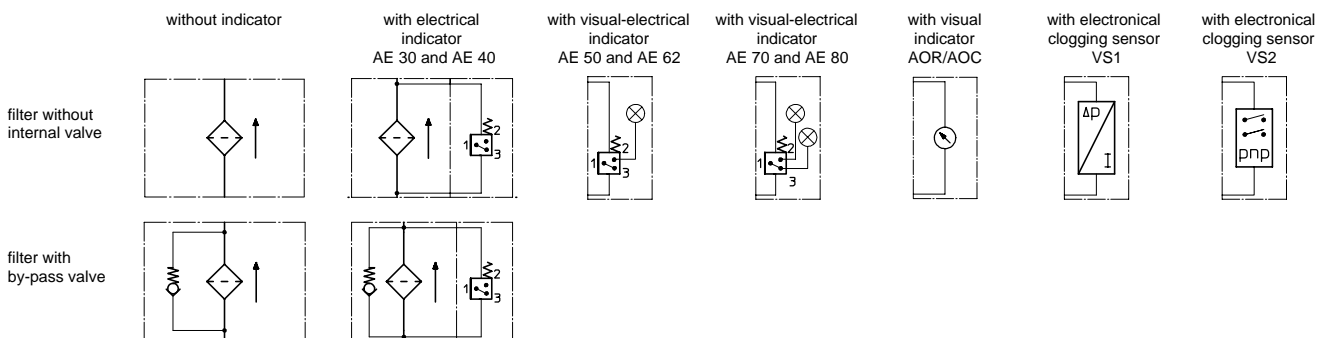 without indicator
with electrical
indicator
AE 30 and AE 40
with visual-electrical
indicator
AE 50 and AE 62
with visual-electrical
indicator
AE 70 and AE 80
with visual
indicator
AOR/AOC
with electronical
clogging sensor
VS1
with electronical
clogging sensor
VS2
filter without
internal valve
1
2
3
1
2
3
1
2
3
Δp
I
pnp
filter with
by-pass valve
1
2
3